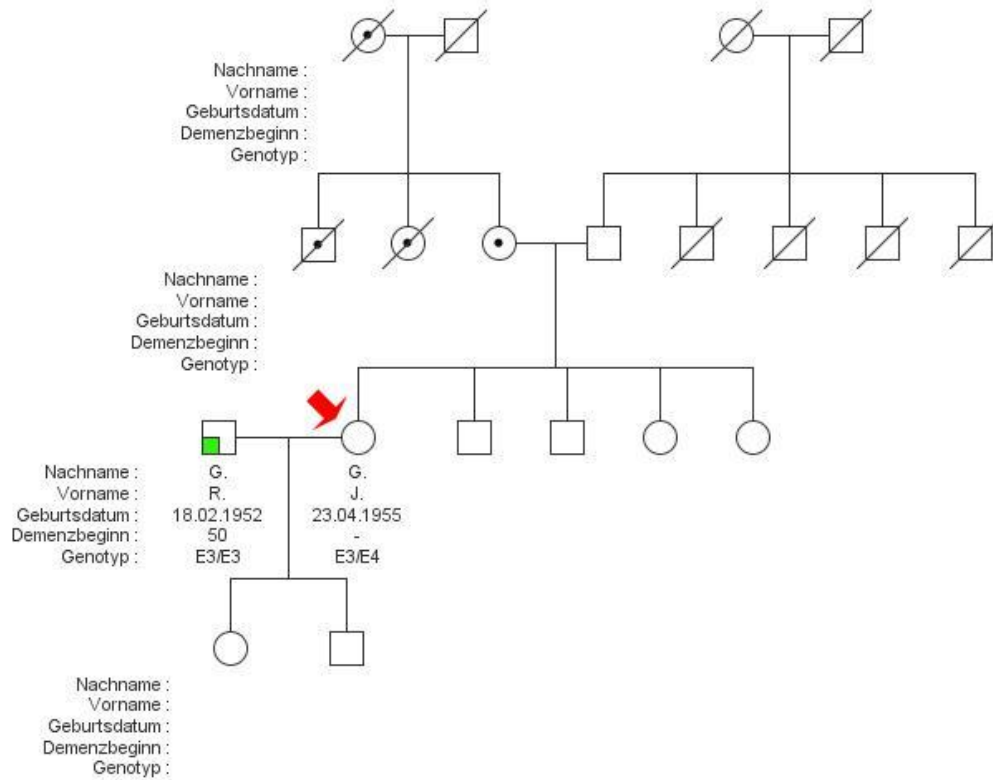 Nachname :
Vorname :
Geburtsdatum :
Demenzbeginn :
Genotyp :
Nachname :
Vorname :
Geburtsdatum :
Demenzbeginn :
Genotyp :
Nachname : G. G.
Vorname : R. J.
Geburtsdatum : 18.02.1952 23.04.1955
Demenzbeginn : 50 -
Genotyp : E3/E3 E3/E4
Nachname :
Vorname :
Geburtsdatum :
Demenzbeginn :
Genotyp :